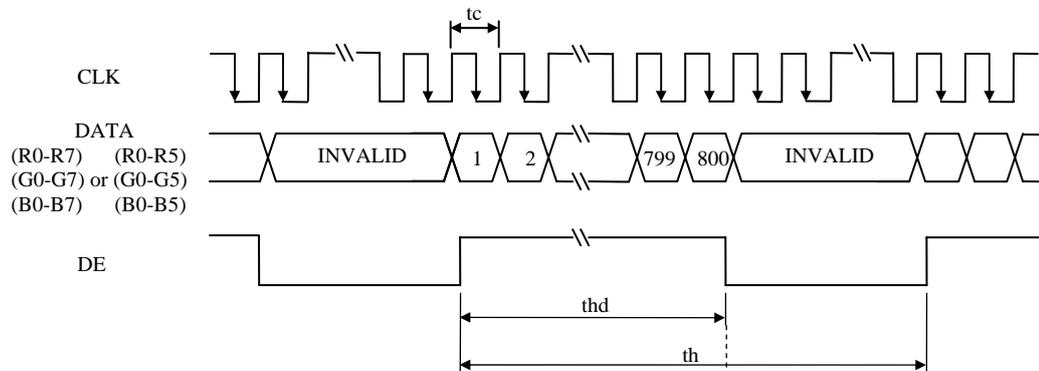 tc
CLK
DATA
(R0-R7) (R0-R5)
(G0-G7) or (G0-G5)
(B0-B7) (B0-B5)
INVALID 1 2 799 800 INVALID
DE
thd
th